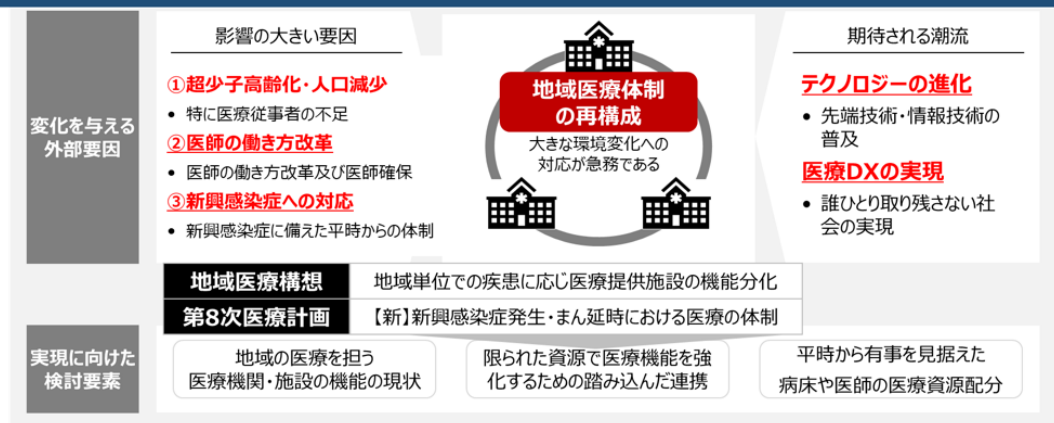 変化を与える
外部要因
影響の大きい要因
①超少子高齢化・人口減少
• 特に医療従事者の不足
②医師の働き方改革
• 医師の働き方改革及び医師確保
③新興感染症への対応
• 新興感染症に備えた平時からの体制
地域医療体制
の再構成
大きな環境変化への
対応が急務である
期待される潮流
テクノロジーの進化
• 先端技術・情報技術の
普及
医療DXの実現
• 誰ひとり取り残さない社
会の実現
地域医療構想
地域単位での疾患に応じ医療提供施設の機能分化
第8次医療計画
【新】新興感染症発生・まん延時における医療の体制
実現に向けた
検討要素
地域の医療を担う
医療機関・施設の機能の現状
限られた資源で医療機能を強
化するための踏み込んだ連携
平時から有事を見据えた
病床や医師の医療資源配分